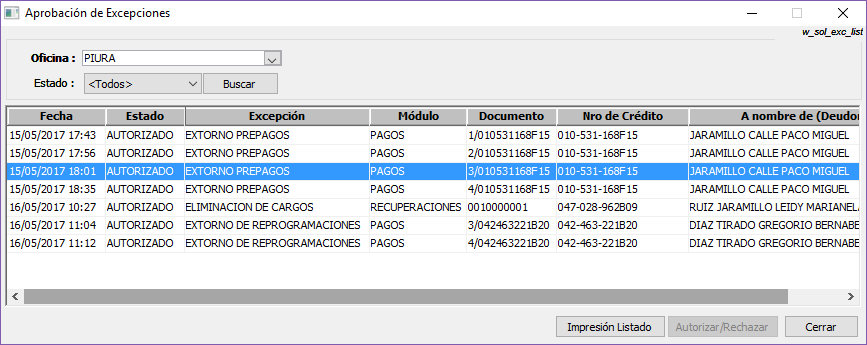 Aprobación de Excepciones
w_sol_exc_list
Oficina : PIURA
Estado : <Todos> Buscar
Fecha Estado Excepción Módulo Documento Nro de Crédito A nombre de (Deudor
15/05/2017 17:43 AUTORIZADO EXTORNO PREPAGOS PAGOS 1/010531168F15 010-531-168F15 JARAMILLO CALLE PACO MIGUEL
15/05/2017 17:56 AUTORIZADO EXTORNO PREPAGOS PAGOS 2/010531168F15 010-531-168F15 JARAMILLO CALLE PACO MIGUEL
15/05/2017 18:01 AUTORIZADO EXTORNO PREPAGOS PAGOS 3/010531168F15 010-531-168F15 JARAMILLO CALLE PACO MIGUEL
15/05/2017 18:35 AUTORIZADO EXTORNO PREPAGOS PAGOS 4/010531168F15 010-531-168F15 JARAMILLO CALLE PACO MIGUEL
16/05/2017 10:27 AUTORIZADO ELIMINACION DE CARGOS RECUPERACIONES 0010000001 047-028-962B09 RUIZ JARAMILLO LEIDY MARIANELA
16/05/2017 11:04 AUTORIZADO EXTORNO DE REPROGRAMACIONES PAGOS 3/042463221B20 042-463-221B20 DIAZ TIRADO GREGORIO BERNABE
16/05/2017 11:12 AUTORIZADO EXTORNO DE REPROGRAMACIONES PAGOS 4/042463221B20 042-463-221B20 DIAZ TIRADO GREGORIO BERNABE
Impresión Listado Autorizar/Rechazar Cerrar